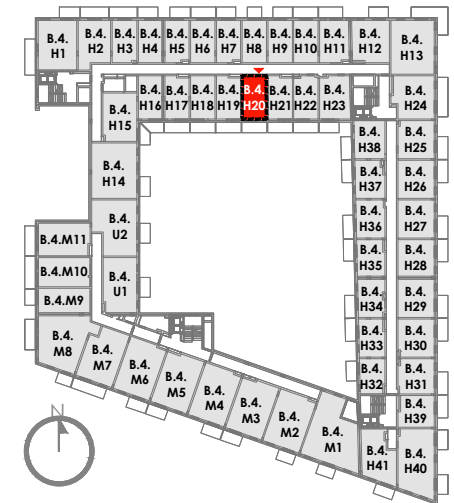 B.4.
H1
B.4.
H2
B.4.
H3
B.4.
H4
B.4.
H5
B.4.
H6
B.4.
H7
B.4.
H8
B.4.
H9
B.4.
H10
B.4.
H11
B.4.
H12
B.4.
H13
B.4.
H16
B.4.
H17
B.4.
H18
B.4.
H19
B.4.
H20
B.4.
H21
B.4.
H22
B.4.
H23
B.4.
H24
B.4.
H15
B.4.
H38
B.4.
H25
B.4.
H14
B.4.
H37
B.4.
H26
B.4.
U2
B.4.
H36
B.4.
H27
B.4.M11
B.4.
H35
B.4.
H28
B.4.M10
B.4.
U1
B.4.
H34
B.4.
H29
B.4.M9
B.4.
H33
B.4.
H30
B.4.
M8
B.4.
M7
B.4.
M6
B.4.
M5
B.4.
M4
B.4.
M3
B.4.
M2
B.4.
M1
B.4.
H32
B.4.
H31
B.4.
H39
B.4.
H41
B.4.
H40
N